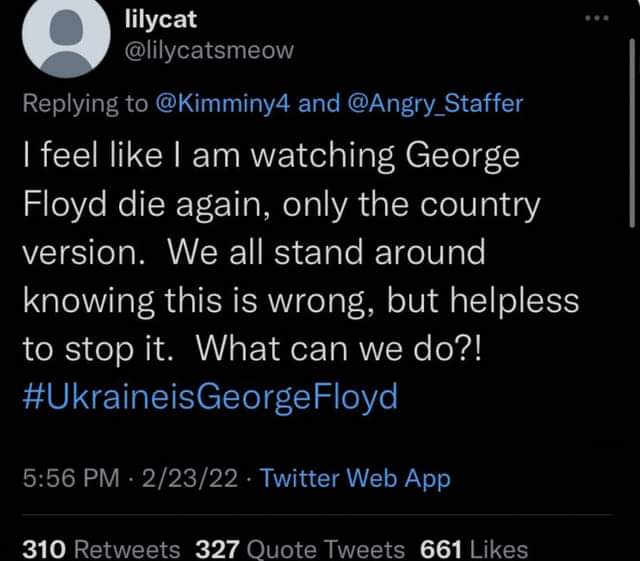 lilycat
@lilycatsmeow
Replying to @Kimminy4 and @Angry_Staffer
I feel like I am watching George
Floyd die again, only the country
version.  We all stand around
knowing this is wrong, but helpless
to stop it.  What can we do?!
#UkraineisGeorgeFloyd
5:56 PM · 2/23/22 · Twitter Web App
310 Retweets  327 Quote Tweets  661 Likes